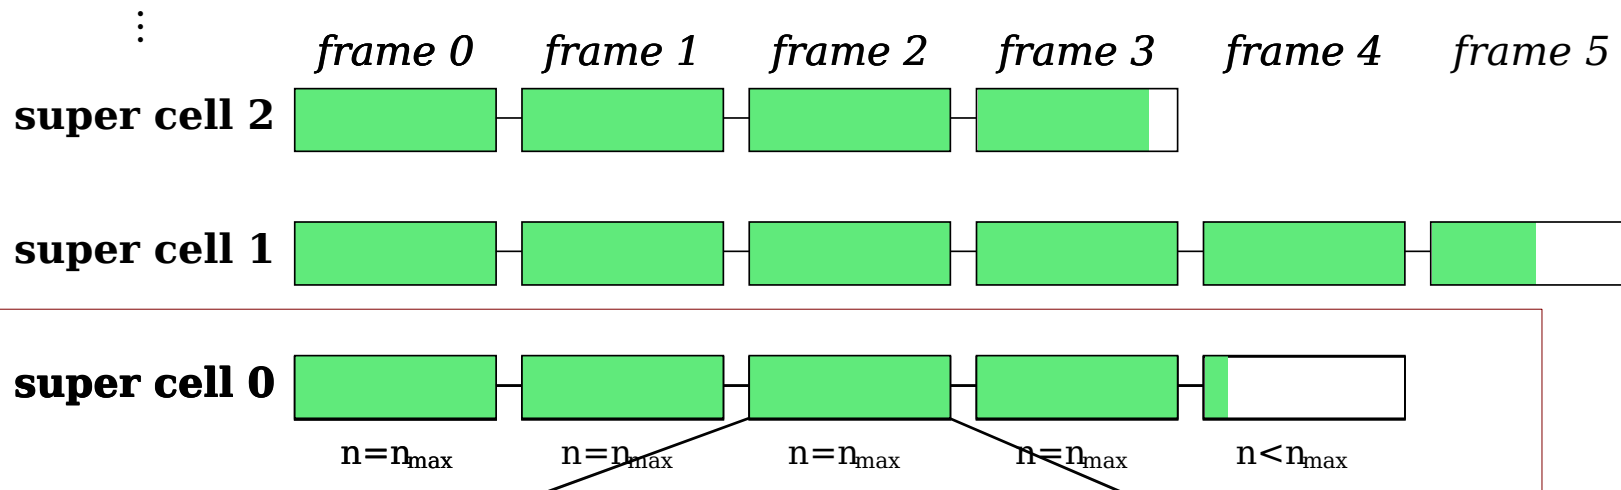 ⋮
frame 0 frame 1 frame 2 frame 3 frame 4 frame 5
super cell 2
super cell 1
super cell 0
n=nmax n=nmax n=nmax n=nmax n<nmax